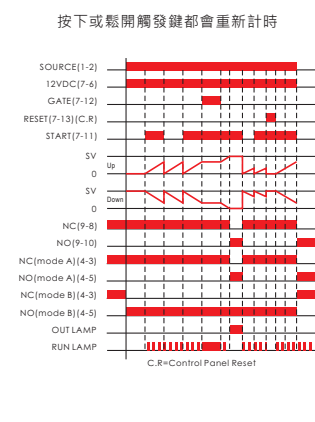 按下或鬆開觸發鍵都會重新計時
SOURCE(1-2)
12VDC(7-6)
GATE(7-12)
RESET(7-13)(C.R)
START(7-11)
SV
Up
0
SV
Down
0
NC(9-8)
NO(9-10)
NC(mode A)(4-3)
NO(mode A)(4-5)
NC(mode B)(4-3)
NO(mode B)(4-5)
OUT LAMP
RUN LAMP
C.R=Control Panel Reset